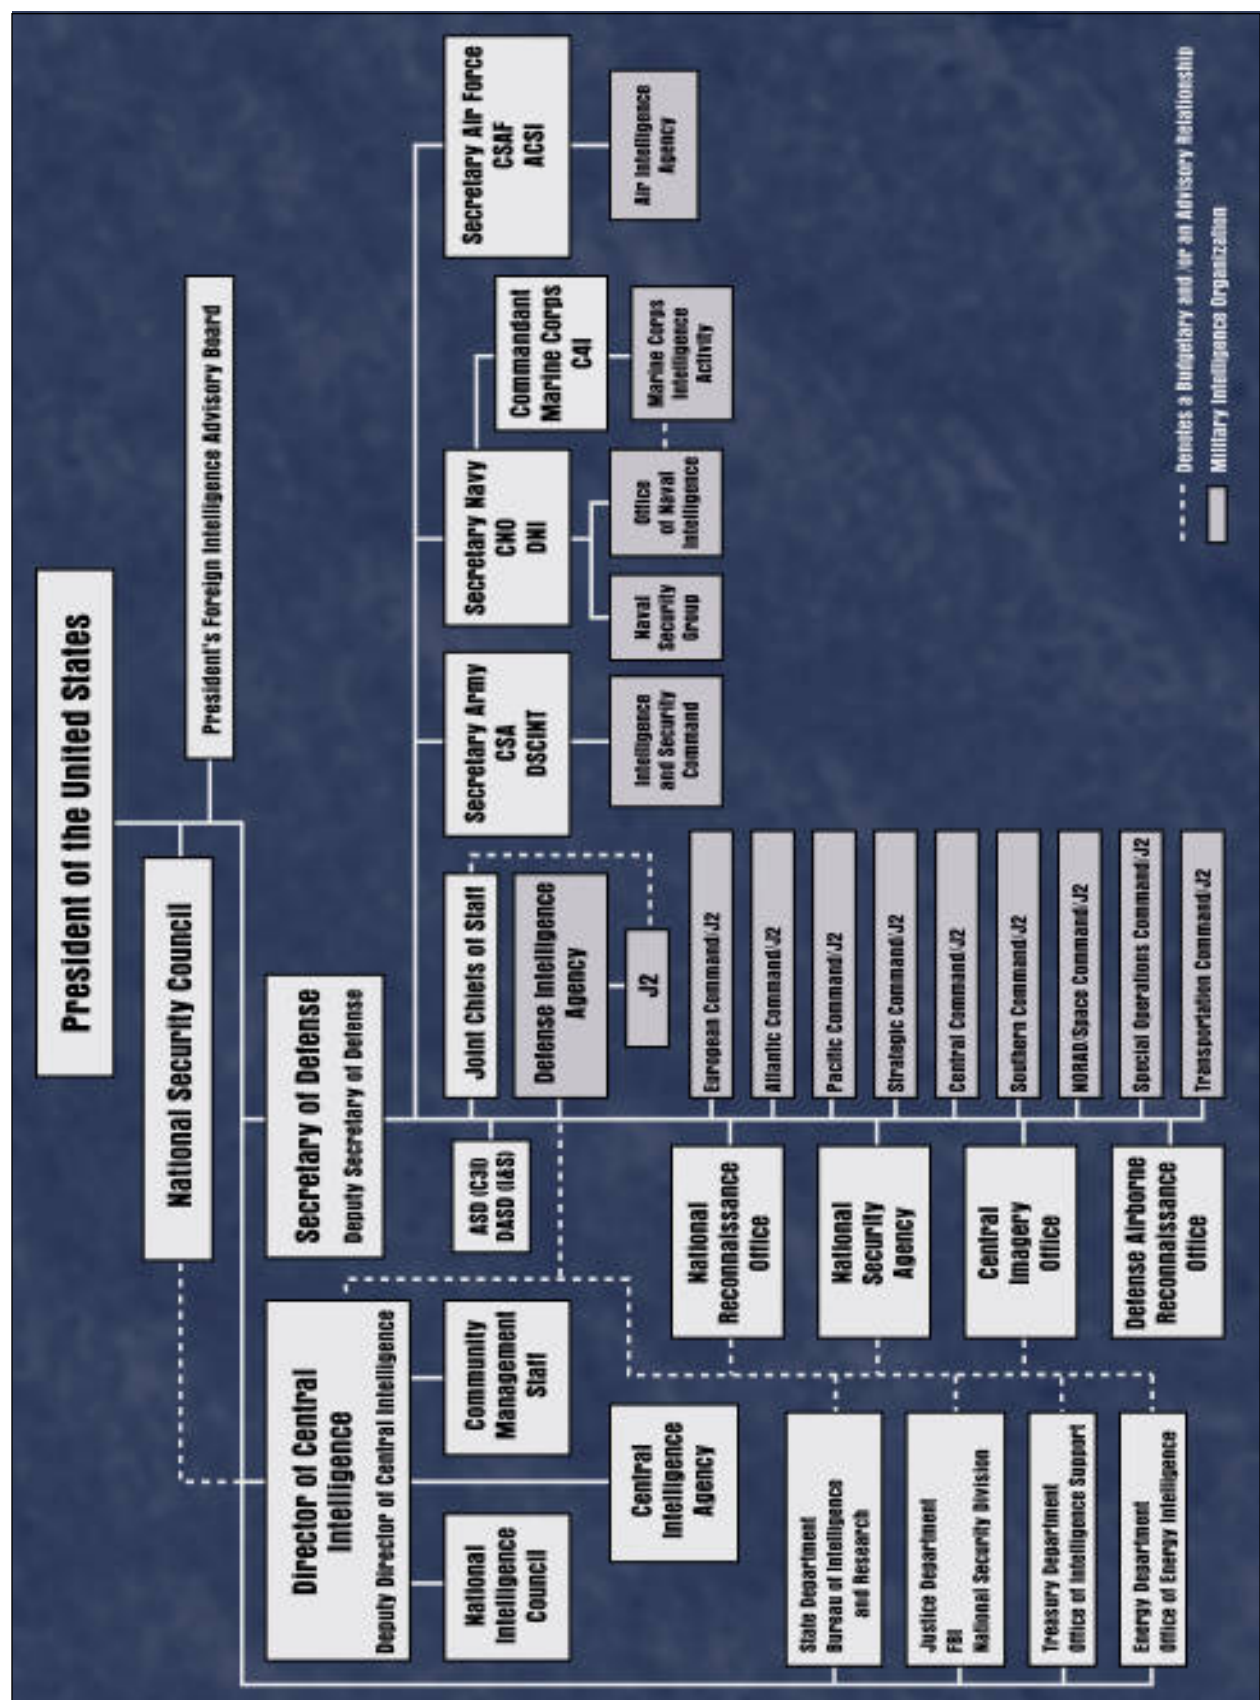 President of the United States
National Security Council
President's Foreign Intelligence Advisory Board
Director of Central
Intelligence
Deputy Director of Central Intelligence
Secretary of Defense
Deputy Secretary of Defense
National
Intelligence
Council
Community
Management
Staff
Central
Intelligence
Agency
ASD (C3I)
DASD (I&S)
Joint Chiefs of Staff
Defense Intelligence
Agency
J2
Secretary Army
CSA
DSCINT
Intelligence
and Security
Command
Secretary Navy
CNO
DNI
Naval
Security
Group
Office
of Naval
Intelligence
Commandant
Marine Corps
C4I
Marine Corps
Intelligence
Activity
Secretary Air Force
CSAF
ACSI
Air Intelligence
Agency
National
Reconnaissance
Office
National
Security
Agency
Central
Imagery
Office
Defense Airborne
Reconnaissance
Office
European Command/J2
Atlantic Command/J2
Pacific Command/J2
Strategic Command/J2
Central Command/J2
Southern Command/J2
NORAD/Space Command/J2
Special Operations Command/J2
Transportation Command/J2
State Department
Bureau of Intelligence
and Research
Justice Department
FBI
National Security Division
Treasury Department
Office of Intelligence Support
Energy Department
Office of Energy Intelligence
Denotes a Budgetary and/or an Advisory Relationship
Military Intelligence Organization